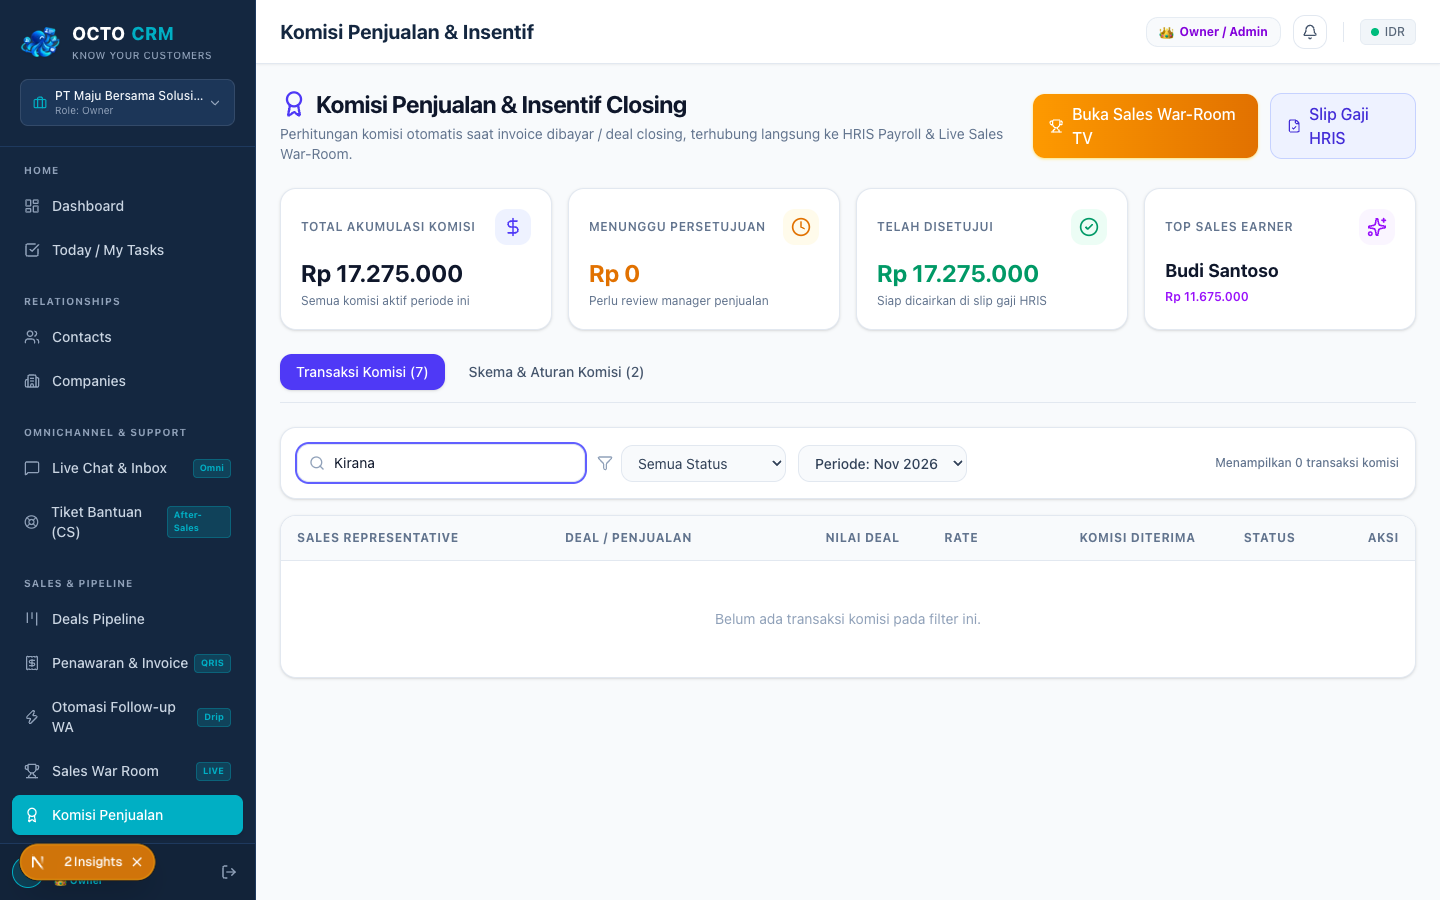 OCTO CRM
KNOW YOUR CUSTOMERS
PT Maju Bersama Solusi...
Role: Owner
HOME
Dashboard
Today / My Tasks
RELATIONSHIPS
Contacts
Companies
OMNICHANNEL & SUPPORT
Live Chat & Inbox
Omni
Tiket Bantuan
(CS)
After-
Sales
SALES & PIPELINE
Deals Pipeline
Penawaran & Invoice
QRIS
Otomasi Follow-up
WA
Drip
Sales War Room
LIVE
Komisi Penjualan
2 Insights
Owner
Komisi Penjualan & Insentif
Owner / Admin
IDR
Komisi Penjualan & Insentif Closing
Perhitungan komisi otomatis saat invoice dibayar / deal closing, terhubung langsung ke HRIS Payroll & Live Sales
War-Room.
Buka Sales War-Room
TV
Slip Gaji
HRIS
TOTAL AKUMULASI KOMISI
Rp 17.275.000
Semua komisi aktif periode ini
MENUNGGU PERSETUJUAN
Rp 0
Perlu review manager penjualan
TELAH DISETUJUI
Rp 17.275.000
Siap dicairkan di slip gaji HRIS
TOP SALES EARNER
Budi Santoso
Rp 11.675.000
Transaksi Komisi (7)
Skema & Aturan Komisi (2)
Kirana
Semua Status
Periode: Nov 2026
Menampilkan 0 transaksi komisi
SALES REPRESENTATIVE
DEAL / PENJUALAN
NILAI DEAL
RATE
KOMISI DITERIMA
STATUS
AKSI
Belum ada transaksi komisi pada filter ini.